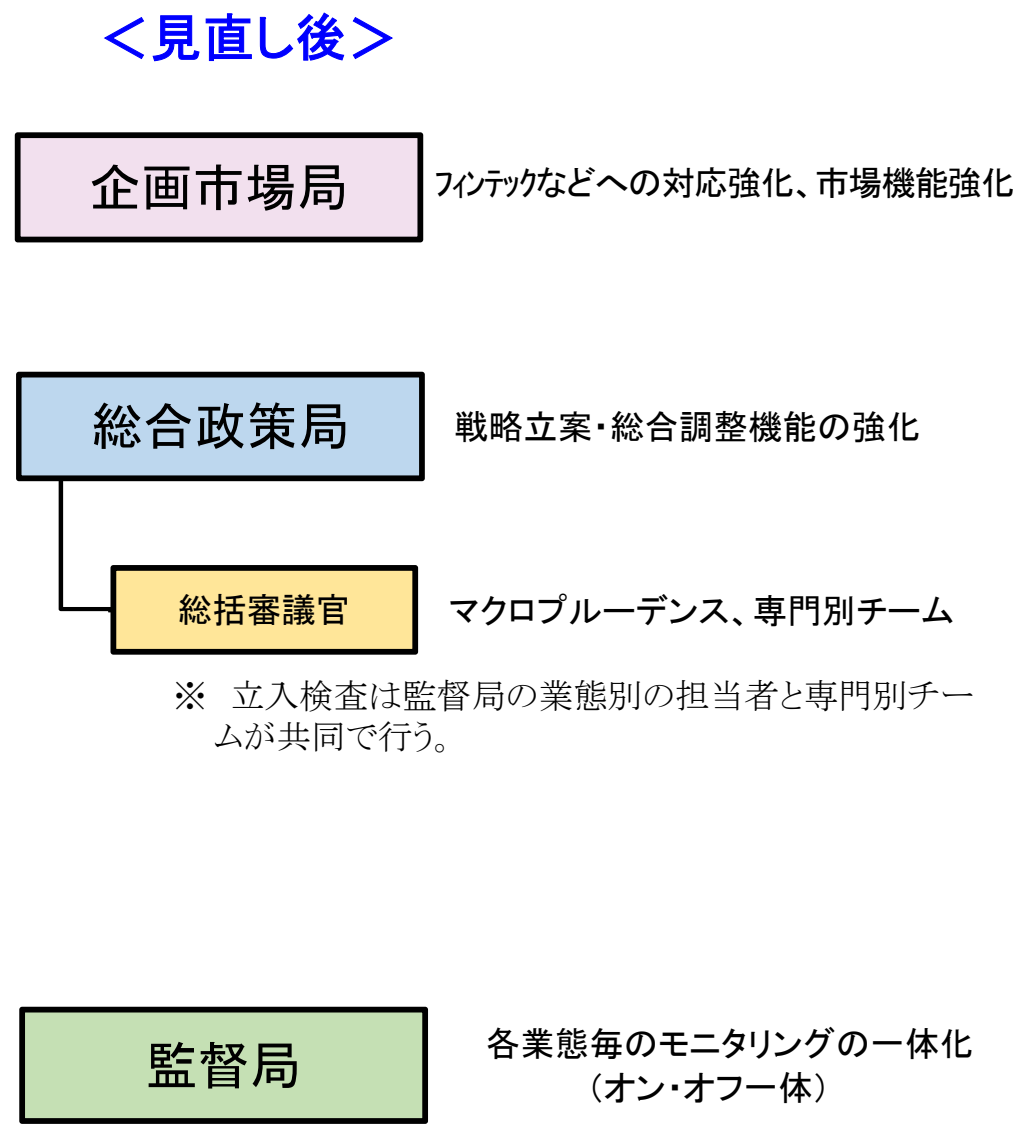 ＜見直し後＞
企画市場局
フィンテックなどへの対応強化、市場機能強化
総合政策局
戦略立案・総合調整機能の強化
総括審議官
マクロプルーデンス、専門別チーム
※　立入検査は監督局の業態別の担当者と専門別チー
ムが共同で行う。
監督局
各業態毎のモニタリングの一体化
（オン・オフ一体）